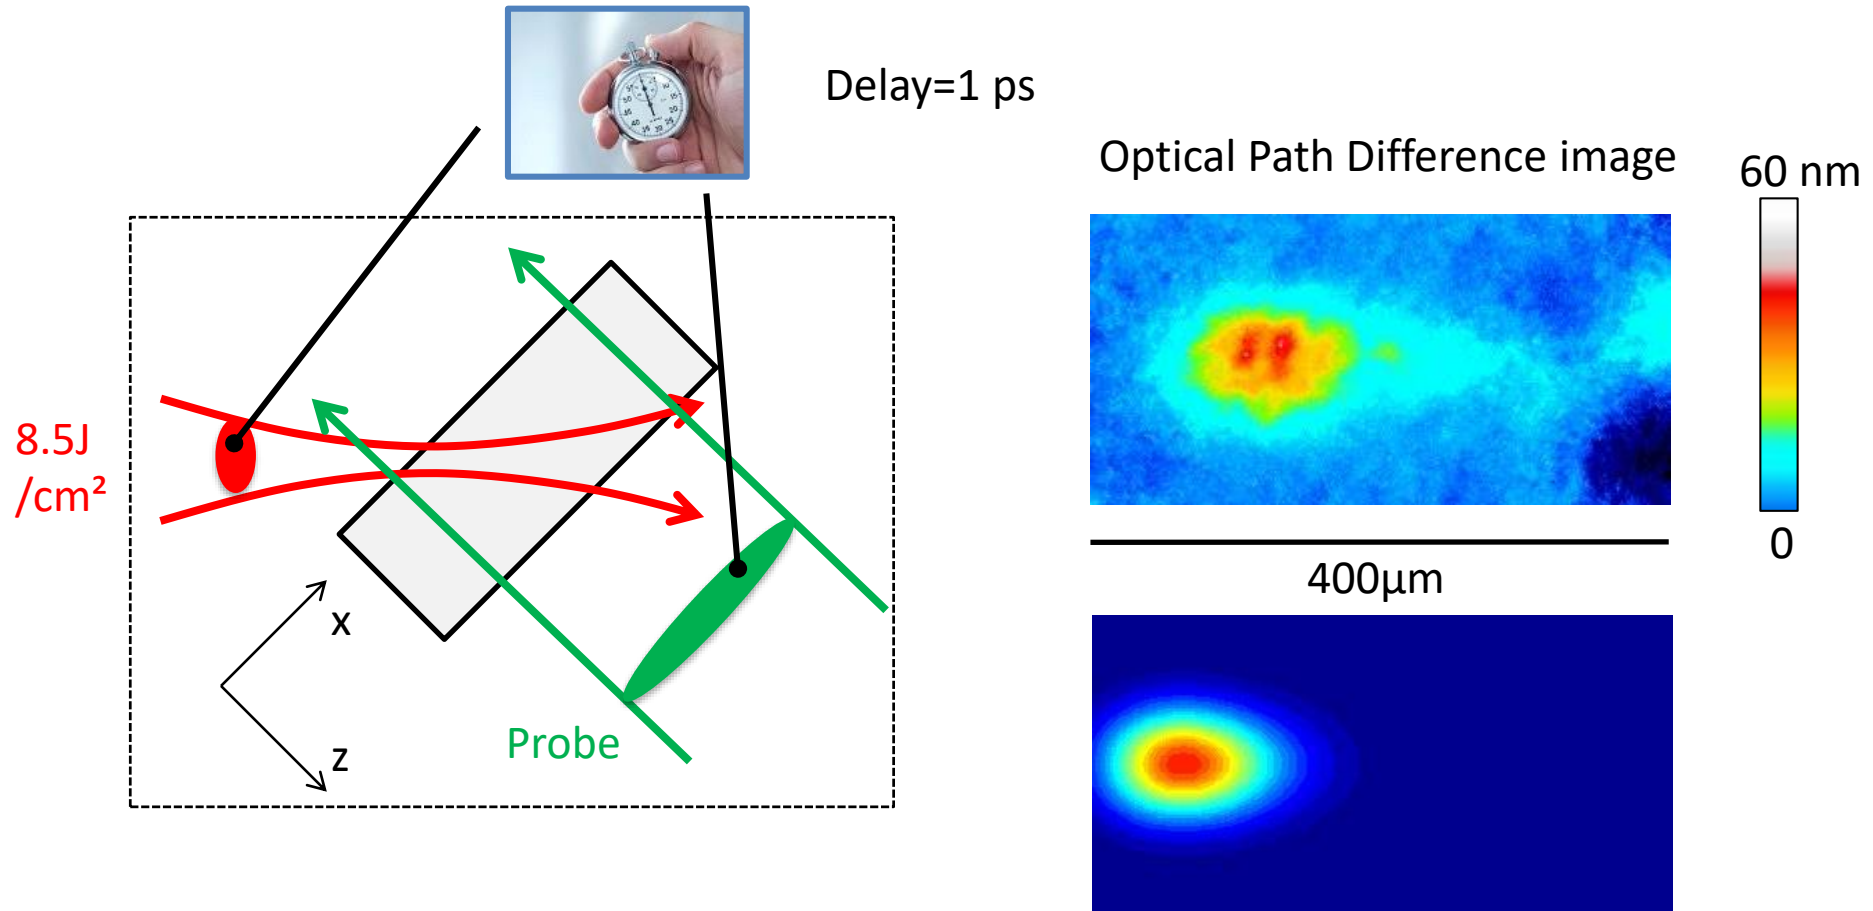 Delay=1 ps
Optical Path Difference image
60 nm
8.5J
/cm²
0
400µm
x
z
Probe